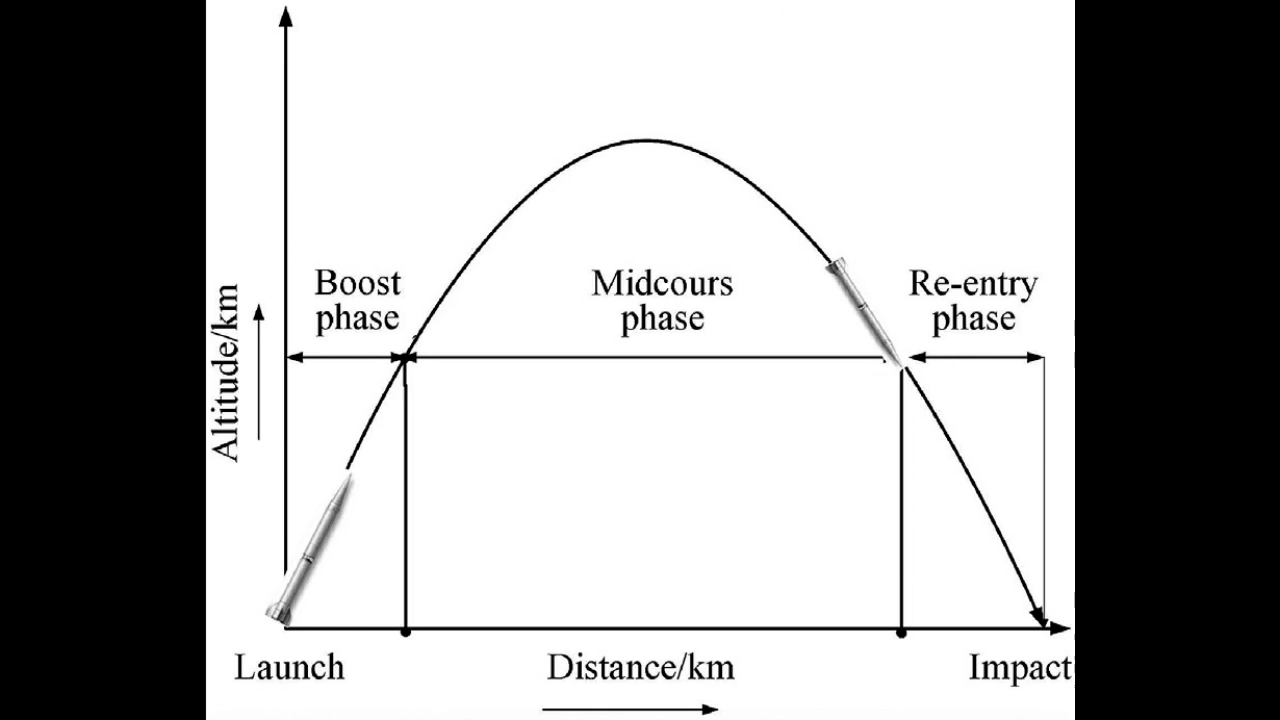 Boost
phase
Midcours
phase
Re-entry
phase
Altitude/km
Launch
Distance/km
Impact